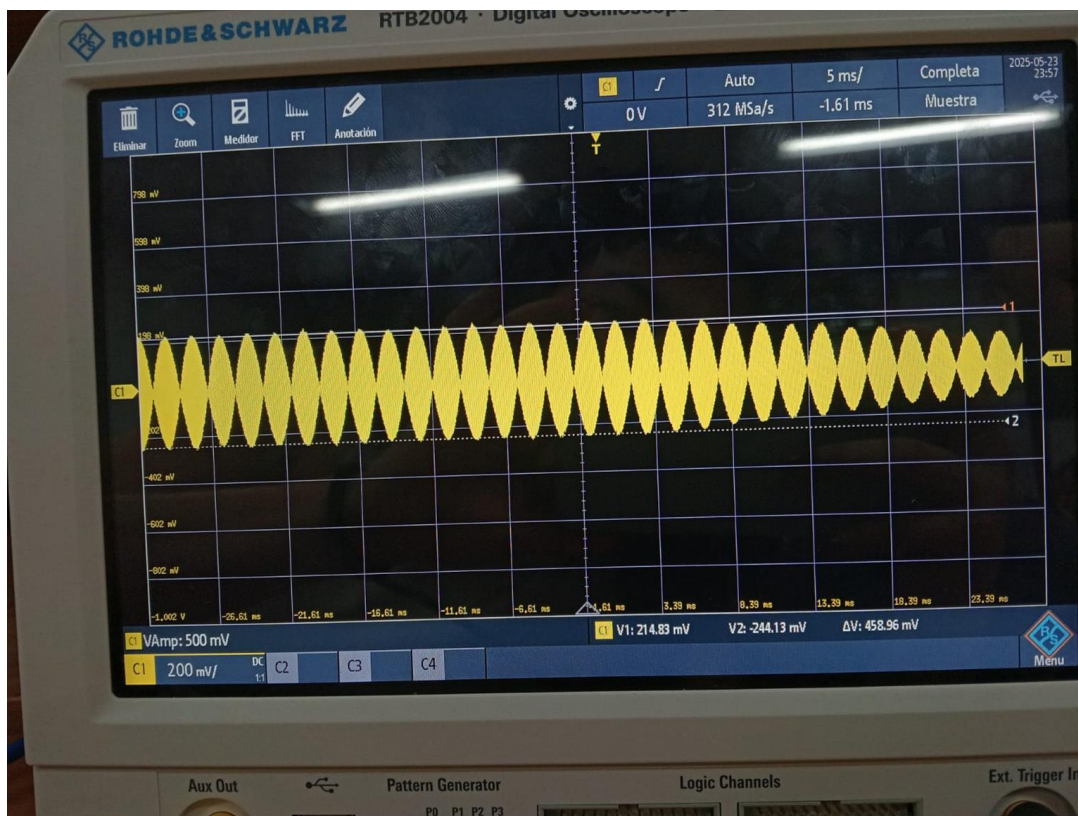 ROHDE&SCHWARZ RTB2004 · Digital Oscilloscope
Eliminar Zoom Medidor FFT Anotación
C1 Auto 5 ms/ Completa
0 V 312 MSa/s -1.61 ms Muestra
2025-05-23
23:57
T
798 mV
598 mV
398 mV
1
198 mV
TL
C1
2
-402 mV
-602 mV
-802 mV
-1.002 V -26.61 ms -21.61 ms -16.61 ms -11.61 ms -6.61 ms -1.61 ms 3.39 ms 8.39 ms 13.39 ms 18.39 ms 23.39 ms
C1 VAmp: 500 mV
C1 V1: 214.83 mV V2: -244.13 mV ΔV: 458.96 mV
C1 200 mV/ DC 1:1 C2 C3 C4
Menu
Aux Out Pattern Generator Logic Channels Ext. Trigger In
P0 P1 P2 P3